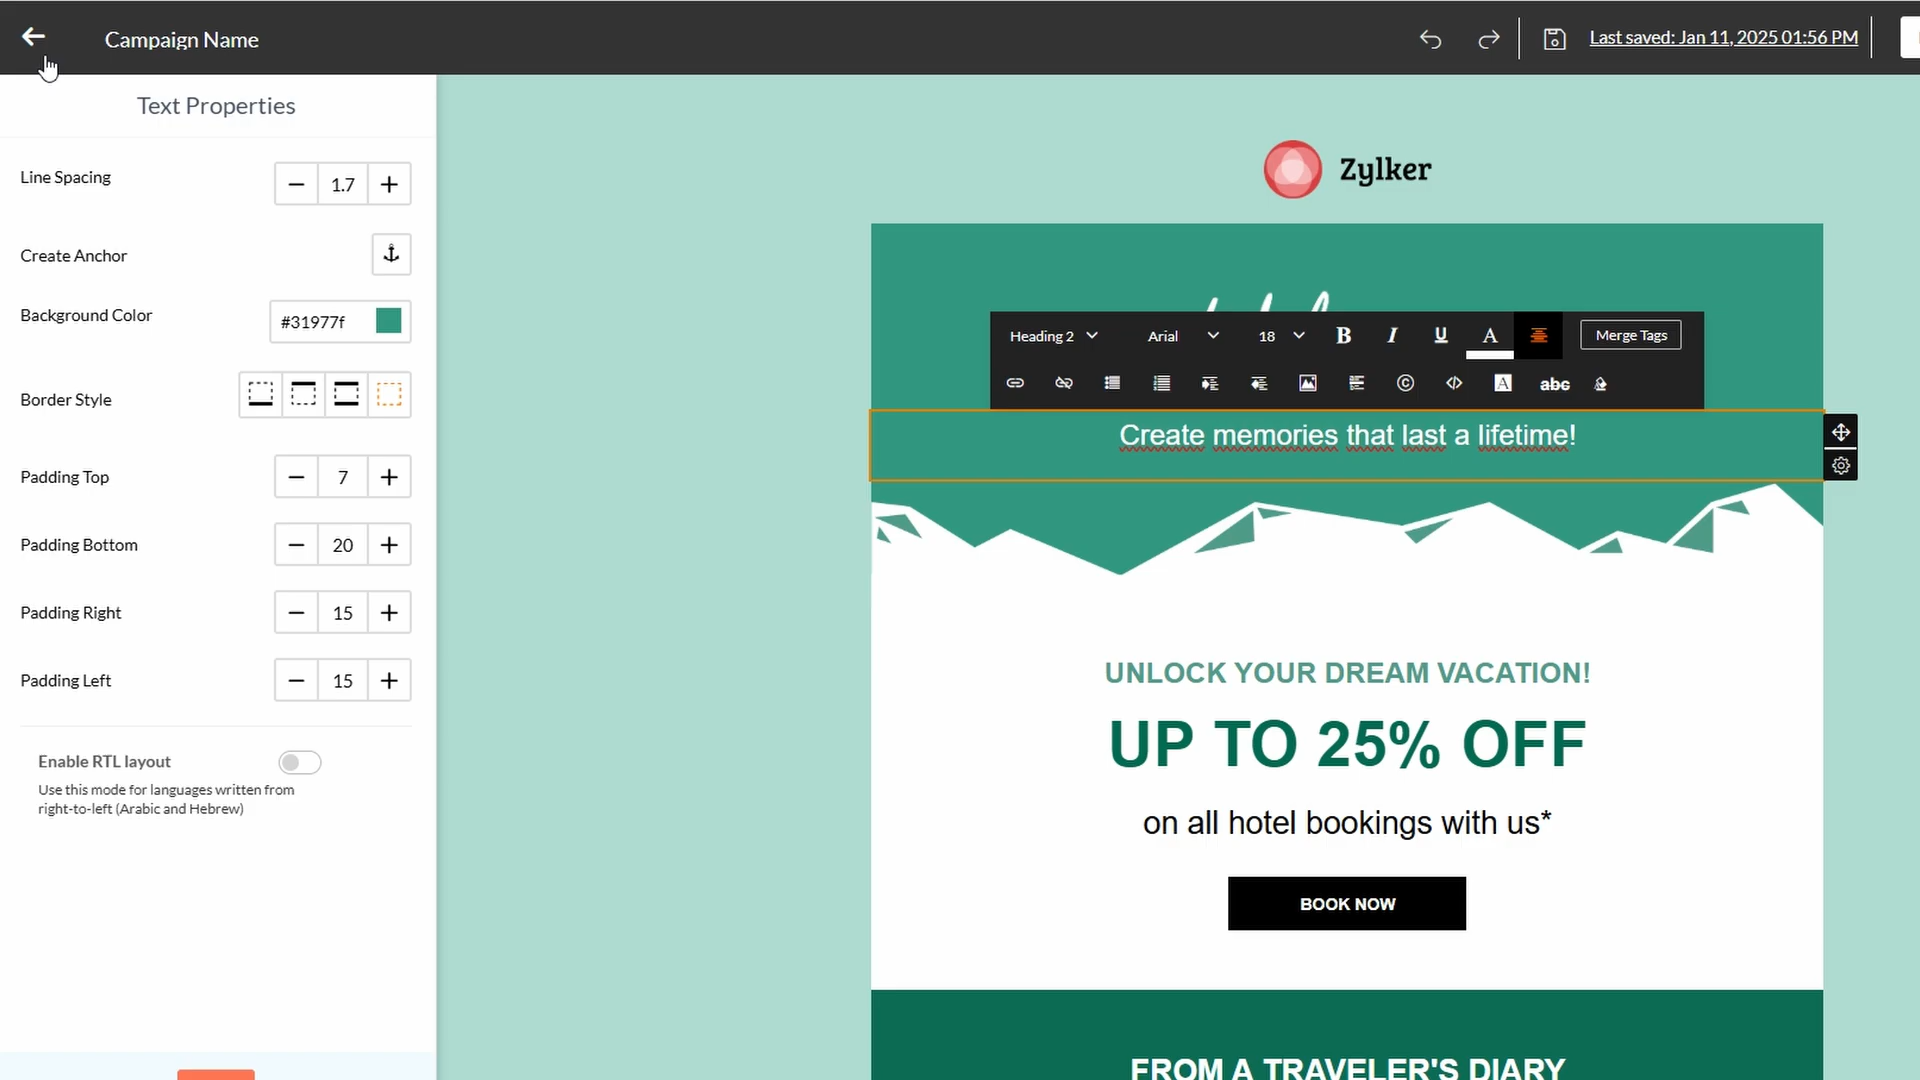 Campaign Name
Last saved: Jan 11, 2025 01:56 PM
Text Properties
Line Spacing
1.7
Create Anchor
Background Color
#31977f
Border Style
Padding Top
7
Padding Bottom
20
Padding Right
15
Padding Left
15
Enable RTL layout
Use this mode for languages written from
right-to-left (Arabic and Hebrew)
Zylker
Heading 2 Arial 18 B I U A Merge Tags
A abc
Create memories that last a lifetime!
UNLOCK YOUR DREAM VACATION!
UP TO 25% OFF
on all hotel bookings with us*
BOOK NOW
FROM A TRAVELER'S DIARY